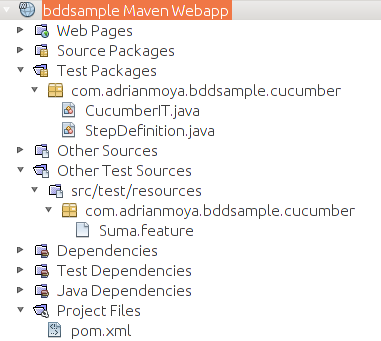 bddsample Maven Webapp
Web Pages
Source Packages
Test Packages
com.adrianmoya.bddsample.cucumber
CucumberIT.java
StepDefinition.java
Other Sources
Other Test Sources
src/test/resources
com.adrianmoya.bddsample.cucumber
Suma.feature
Dependencies
Test Dependencies
Java Dependencies
Project Files
pom.xml